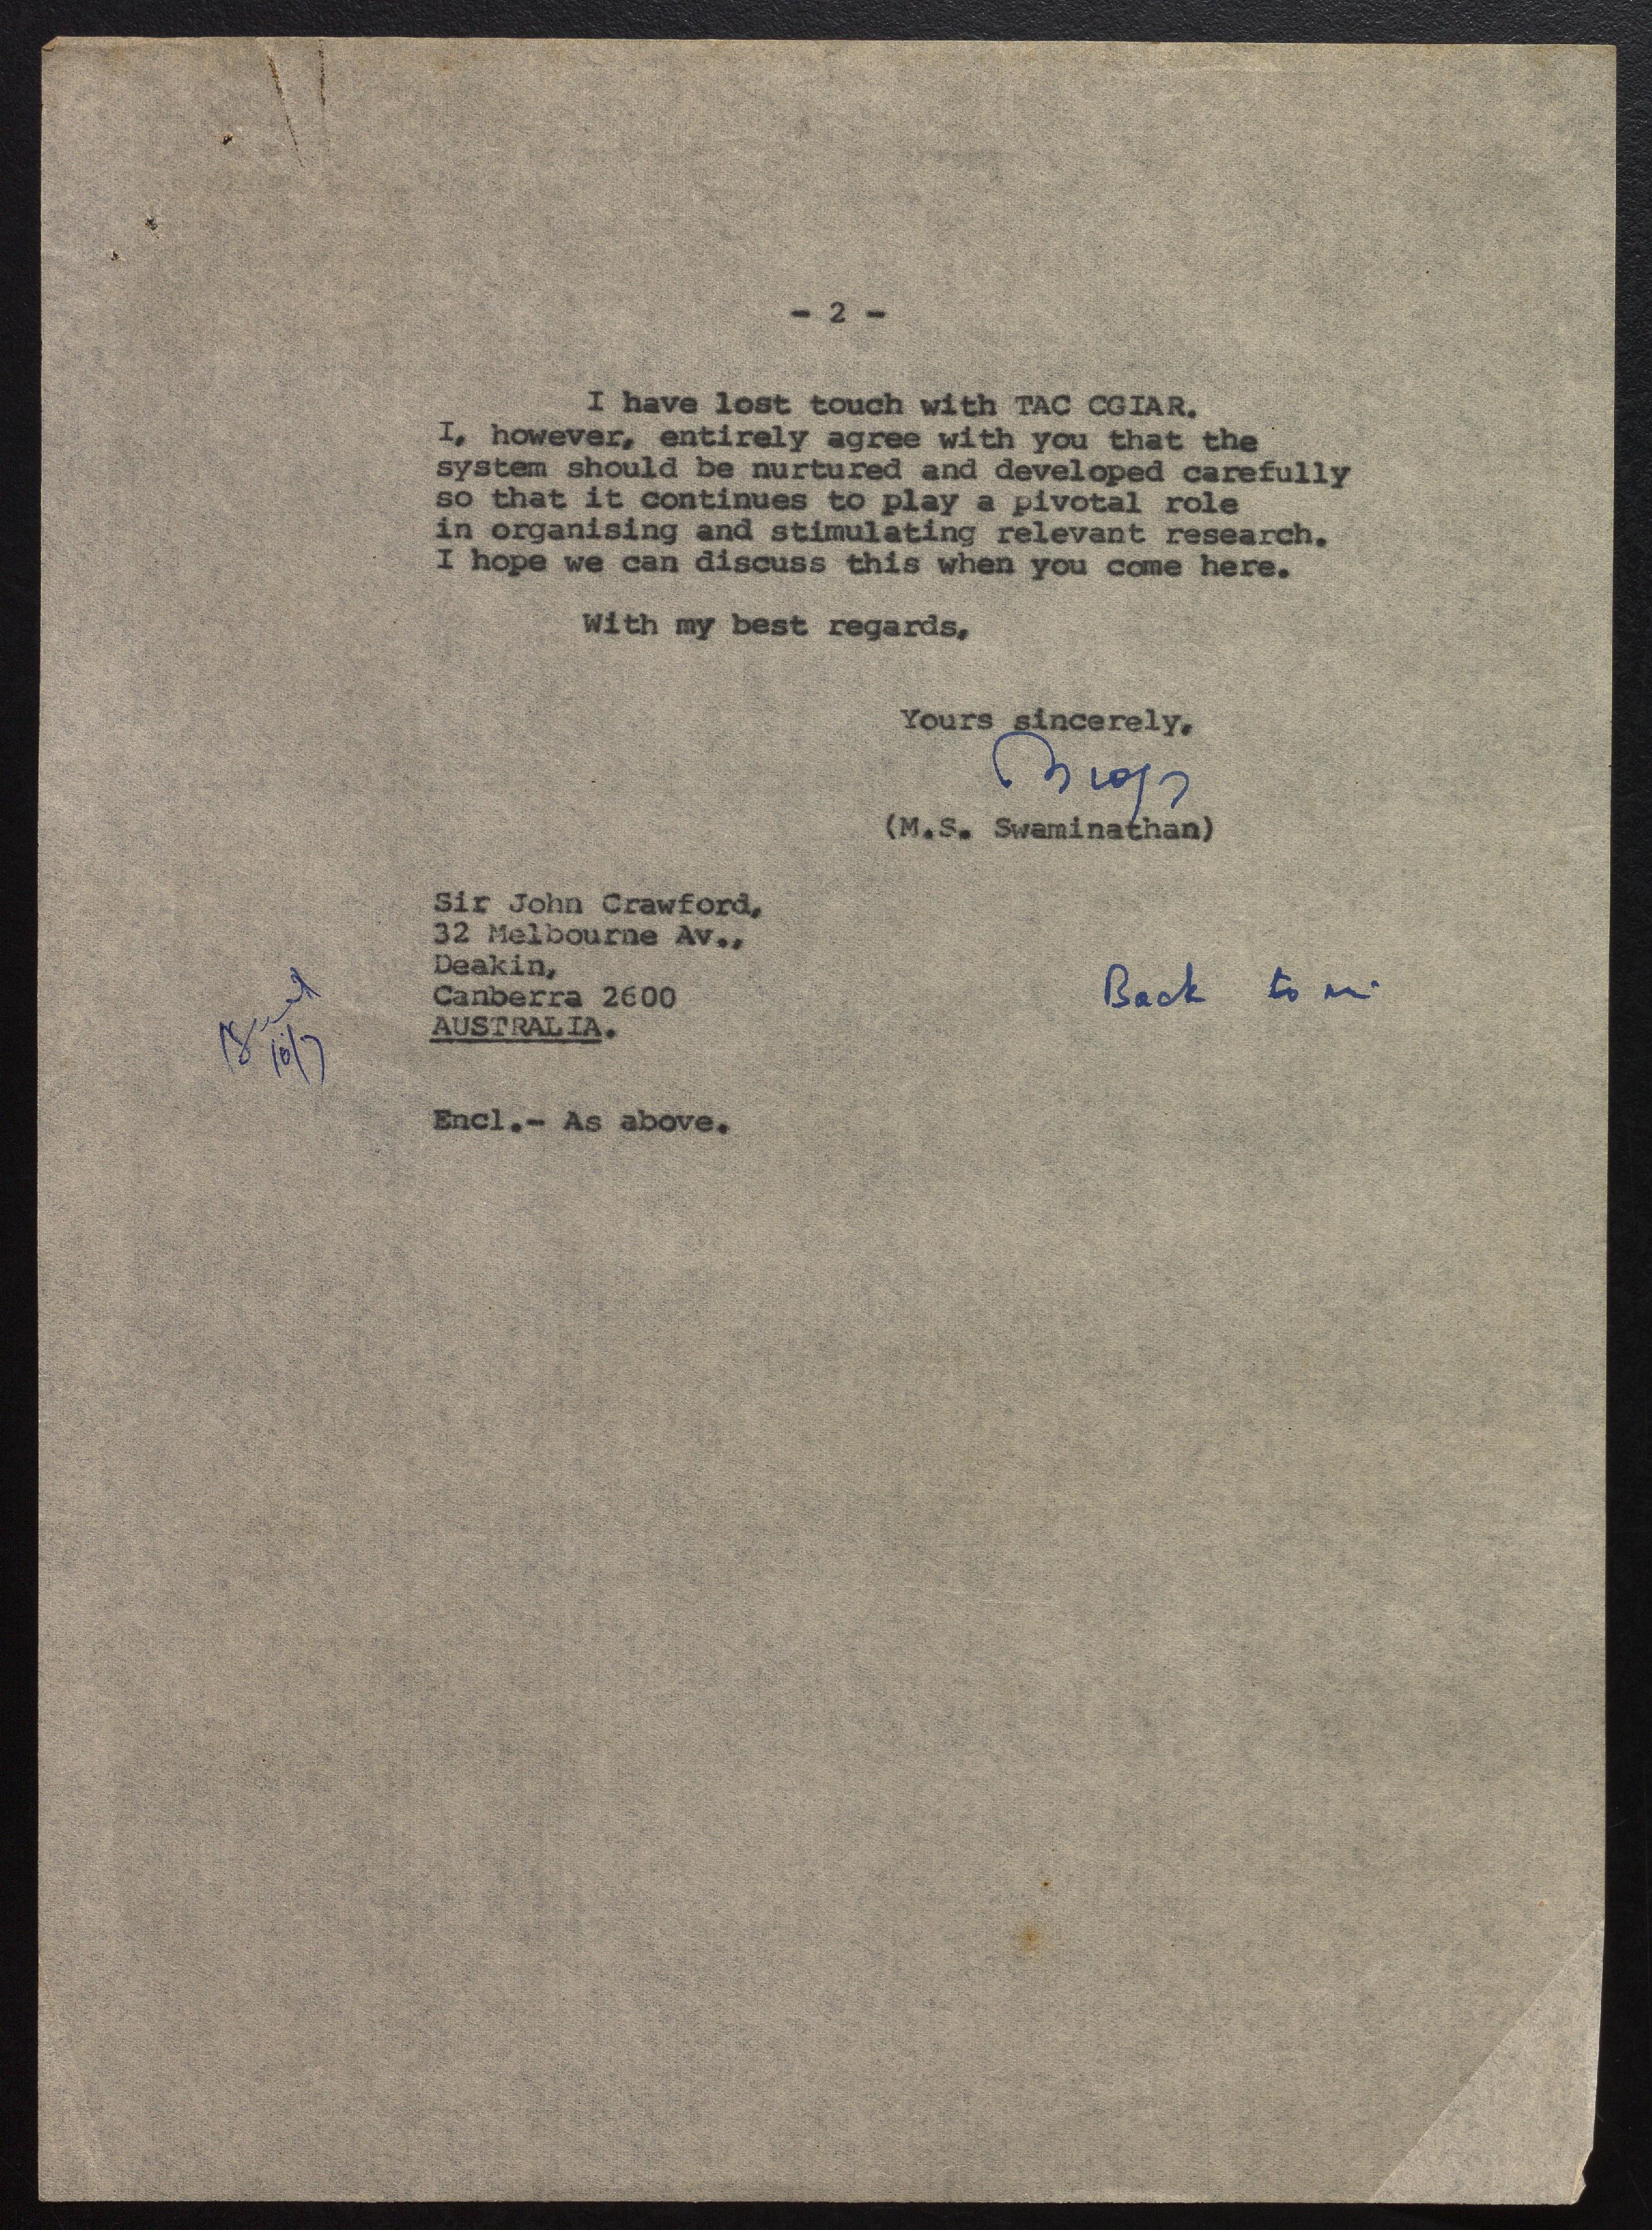 - 2 -
I have lost touch with TAC CGIAR.
I, however, entirely agree with you that the
system should be nurtured and developed carefully
so that it continues to play a pivotal role
in organising and stimulating relevant research.
I hope we can discuss this when you come here.
With my best regards,
Yours sincerely,
(M.S. Swaminathan)
Sir John Crawford,
32 Melbourne Av.,
Deakin,
Canberra 2600
AUSTRALIA.
Back to
10/7
Encl.- As above.